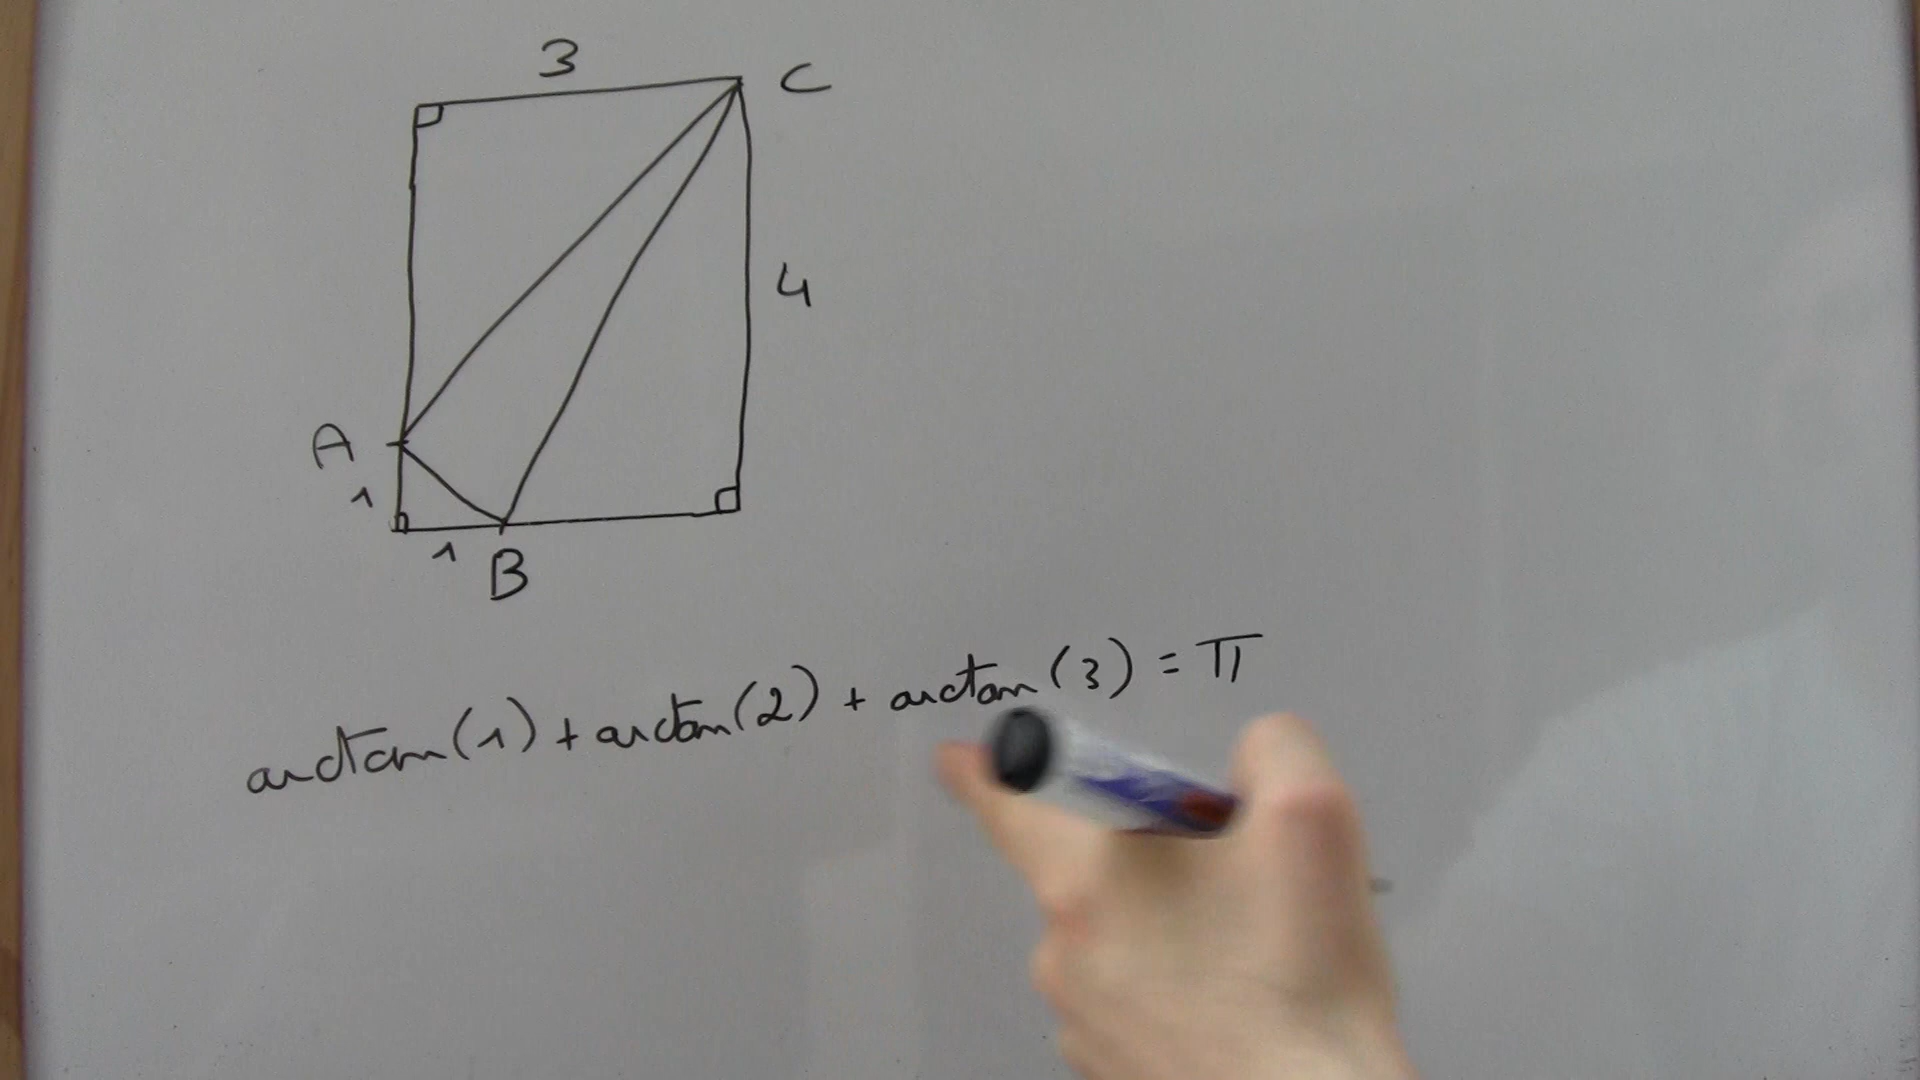 3
C
4
A
1
1
B
arctan(1) + arctan(2) + arctan(3) = π